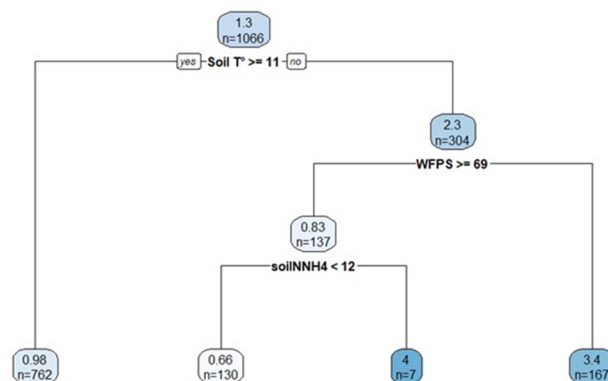 1.3
n=1066
yes Soil T° >= 11 no
2.3
n=304
WFPS >= 69
0.83
n=137
soilNNH4 < 12
0.98
n=762
0.66
n=130
4
n=7
3.4
n=167